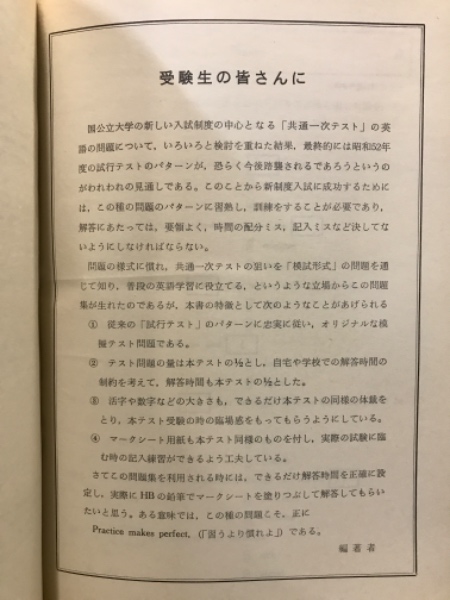 受験生の皆さんに
国公立大学の新しい入試制度の中心となる「共通一次テスト」の英
語の問題について，いろいろと検討を重ねた結果，最終的には昭和52年
度の試行テストのパターンが，恐らく今後踏襲されるであろうというの
がわれわれの見通しである。このことから新制度入試に成功するために
は，この種の問題のパターンに習熟し，訓練をすることが必要であり，
解答にあたっては，要領よく，時間の配分ミス，記入ミスなど決してな
いようにしなければならない。
問題の様式に慣れ，共通一次テストの狙いを「模試形式」の問題を通
じて知り，普段の英語学習に役立てる，というような立場からこの問題
集が生れたのであるが，本書の特徴として次のようなことがあげられる
① 従来の「試行テスト」のパターンに忠実に従い，オリジナルな模
擬テスト問題である。
② テスト問題の量は本テストの½とし，自宅や学校での解答時間の
制約を考えて，解答時間も本テストの½とした。
③ 活字や数字などの大きさも，できるだけ本テストの同様の体裁を
とり，本テスト受験の時の臨場感をもってもらうようにしている。
④ マークシート用紙も本テスト同様のものを付し，実際の試験に臨
む時の記入練習ができるよう工夫している。
さてこの問題集を利用される時には，できるだけ解答時間を正確に設
定し，実際にHBの鉛筆でマークシートを塗りつぶして解答してもらい
たいと思う。ある意味では，この種の問題こそ，正に
Practice makes perfect,（「習うより慣れよ」）である。
編著者